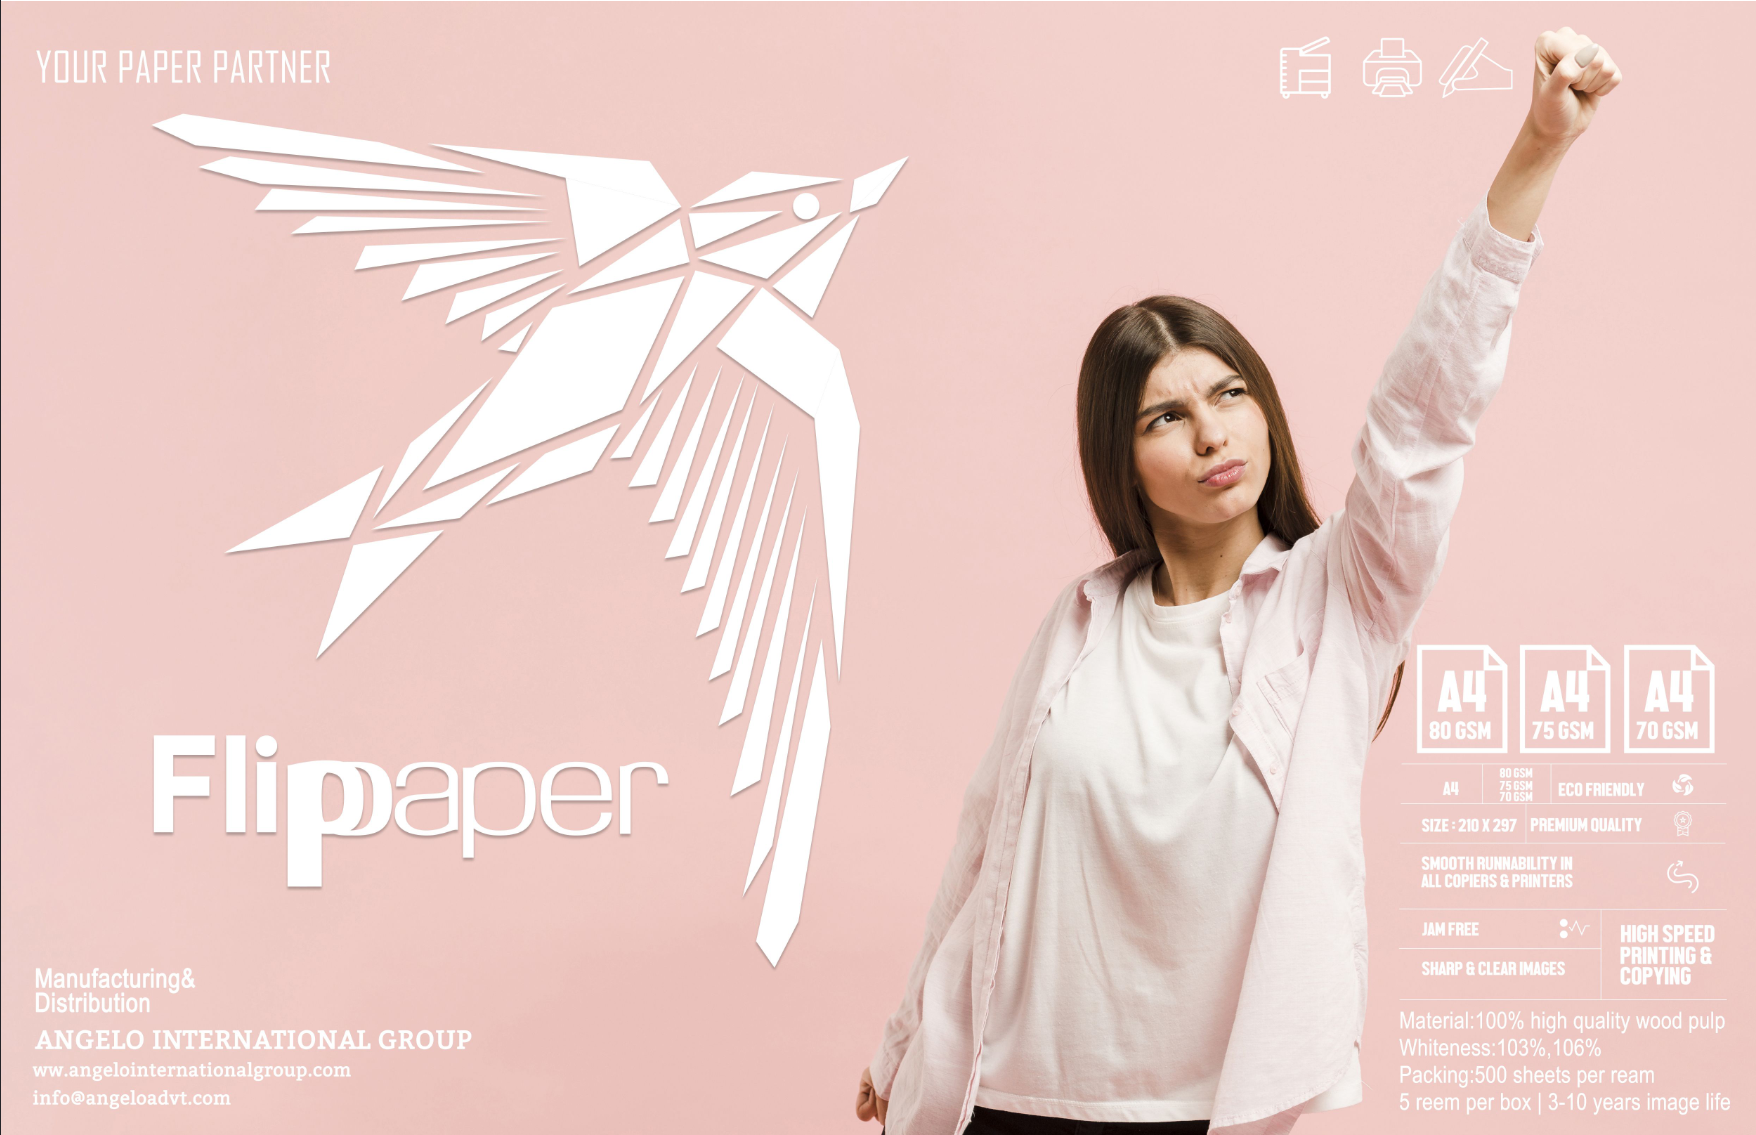 YOUR PAPER PARTNER
Flippaper
Manufacturing&
Distribution
ANGELO INTERNATIONAL GROUP
ww.angelointernationalgroup.com
info@angeloadvt.com
A4
80 GSM
A4
75 GSM
A4
70 GSM
A4
80 GSM
75 GSM
70 GSM
ECO FRIENDLY
SIZE : 210 X 297
PREMIUM QUALITY
SMOOTH RUNNABILITY IN
ALL COPIERS & PRINTERS
JAM FREE
SHARP & CLEAR IMAGES
HIGH SPEED
PRINTING &
COPYING
Material:100% high quality wood pulp
Whiteness:103%,106%
Packing:500 sheets per ream
5 reem per box | 3-10 years image life